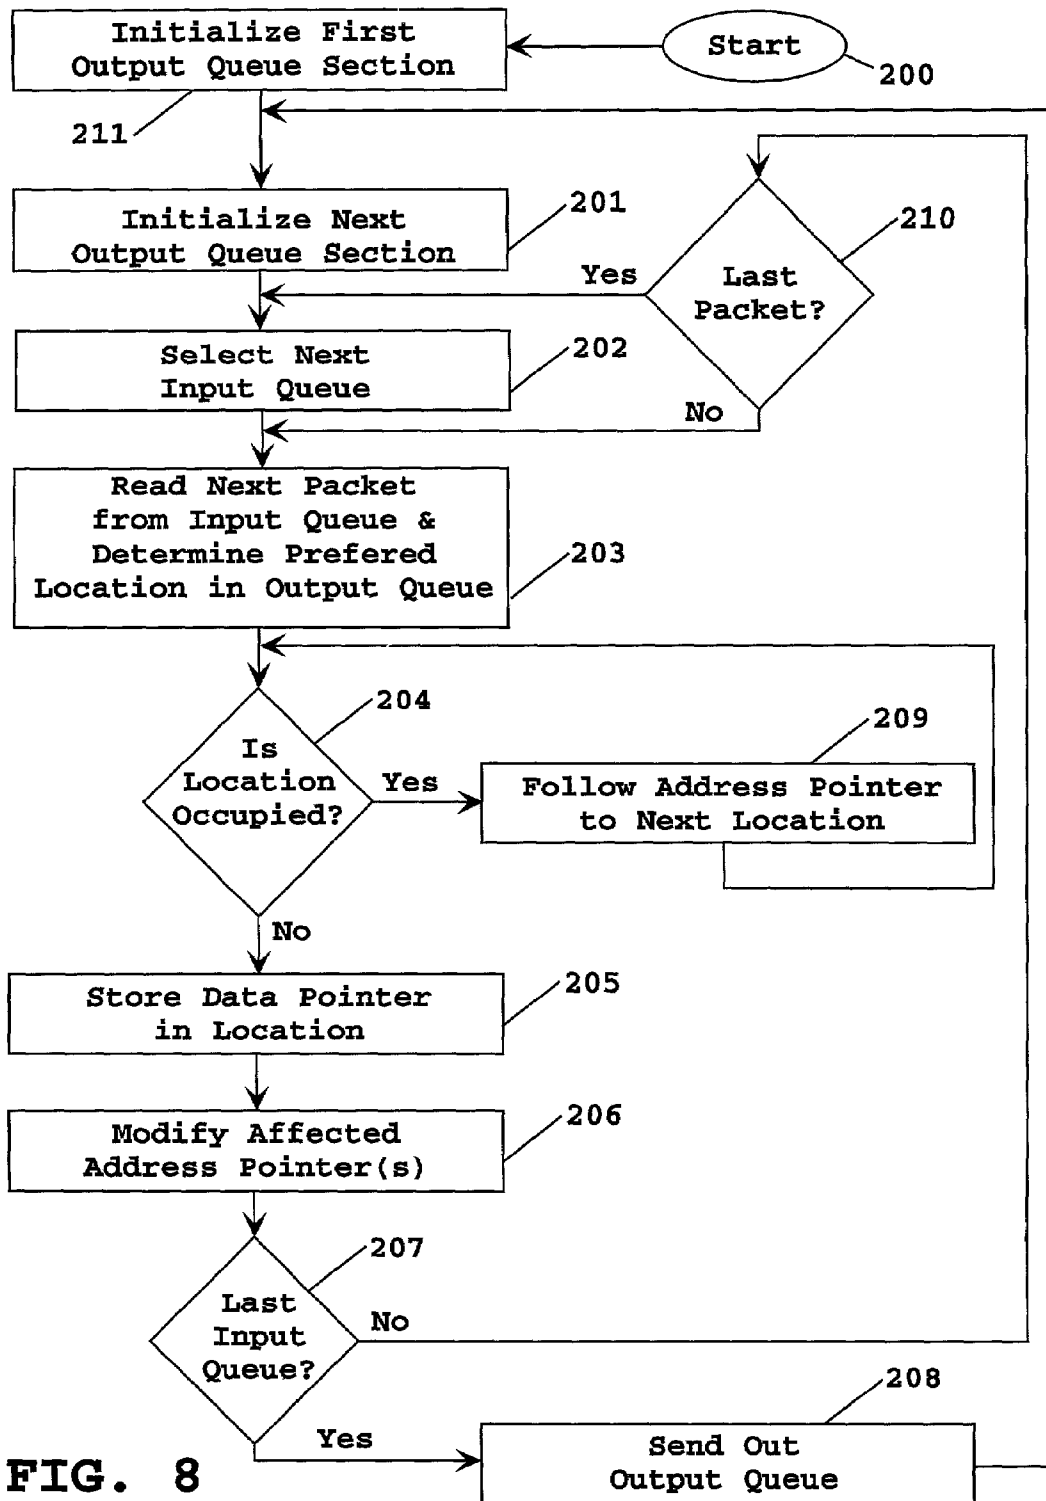 Initialize First
Output Queue Section
Start
200
211
Initialize Next
Output Queue Section
201
210
Yes
Last
Packet?
Select Next
Input Queue
202
No
Read Next Packet
from Input Queue &
Determine Prefered
Location in Output Queue
203
204
Is
Location
Occupied?
Yes
209
Follow Address Pointer
to Next Location
No
Store Data Pointer
in Location
205
Modify Affected
Address Pointer(s)
206
207
Last
Input
Queue?
No
208
Yes
Send Out
Output Queue
FIG. 8